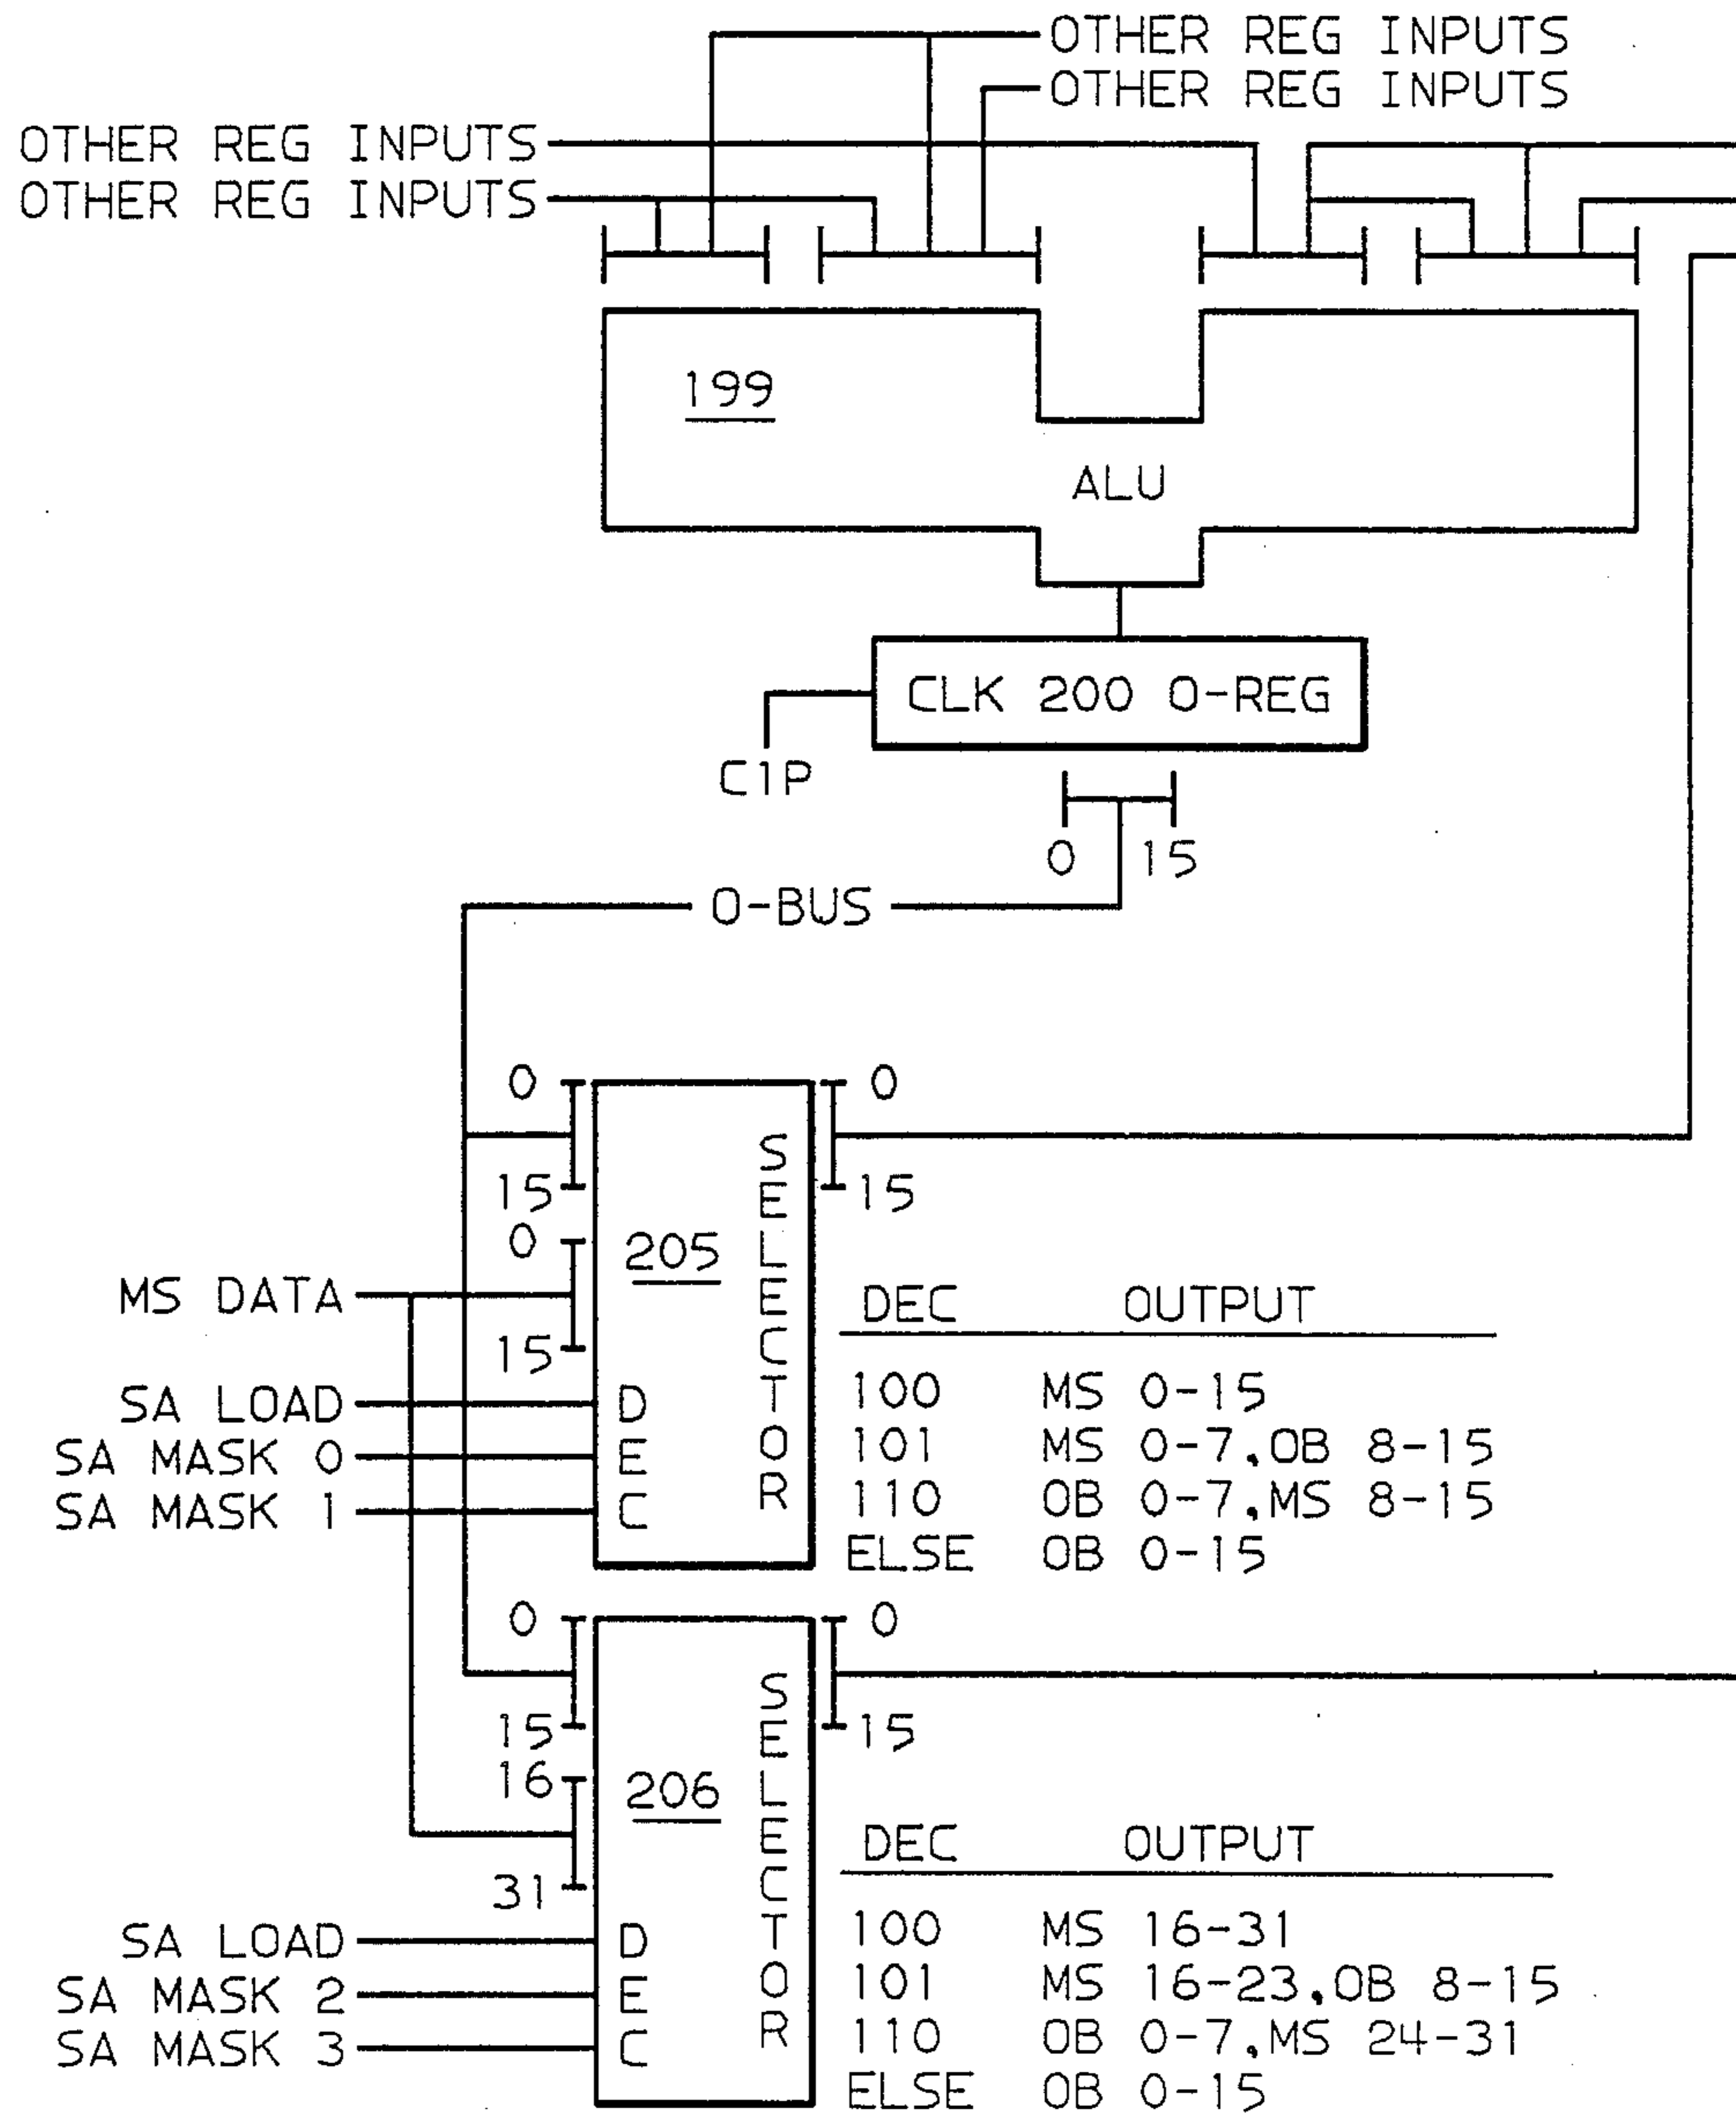 OTHER REG INPUTS
OTHER REG INPUTS
OTHER REG INPUTS
OTHER REG INPUTS
199
ALU
CLK 200 O-REG
C1P
0 15
O-BUS
0
15
0
15
205
SELECTOR
0
15
MS DATA
SA LOAD
SA MASK 0
SA MASK 1
D
E
C
DEC OUTPUT
100 MS 0-15
101 MS 0-7,OB 8-15
110 OB 0-7,MS 8-15
ELSE OB 0-15
0
15
16
31
206
SELECTOR
0
15
SA LOAD
SA MASK 2
SA MASK 3
D
E
C
DEC OUTPUT
100 MS 16-31
101 MS 16-23,OB 8-15
110 OB 0-7,MS 24-31
ELSE OB 0-15